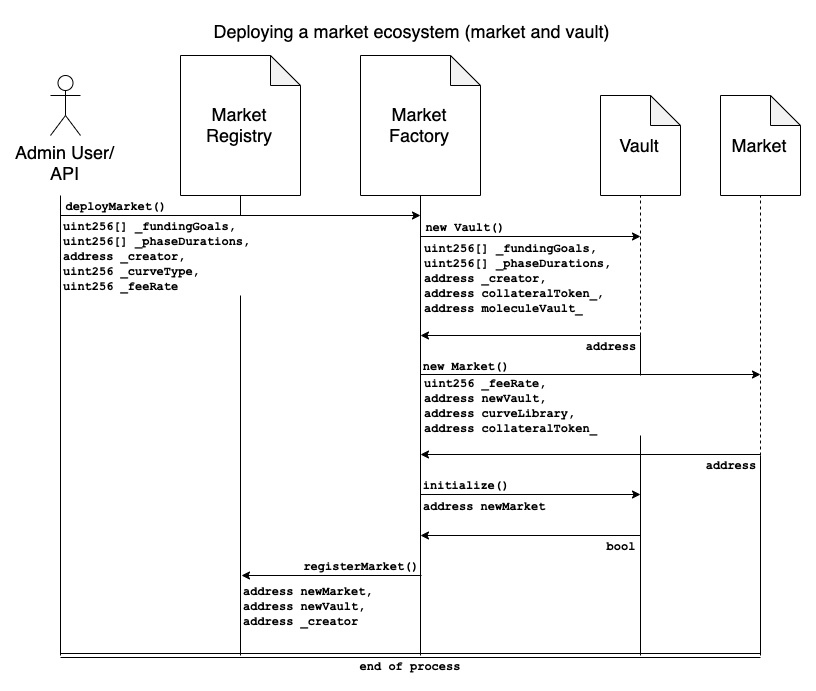 Deploying a market ecosystem (market and vault)
Market
Registry
Market
Factory
Vault
Market
Admin User/
API
deployMarket()
uint256[] _fundingGoals,
uint256[] _phaseDurations,
address _creator,
uint256 _curveType,
uint256 _feeRate
new Vault()
uint256[] _fundingGoals,
uint256[] _phaseDurations,
address _creator,
address collateralToken_,
address moleculeVault_
address
new Market()
uint256 _feeRate,
address newVault,
address curveLibrary,
address collateralToken_
address
initialize()
address newMarket
bool
registerMarket()
address newMarket,
address newVault,
address _creator
end of process